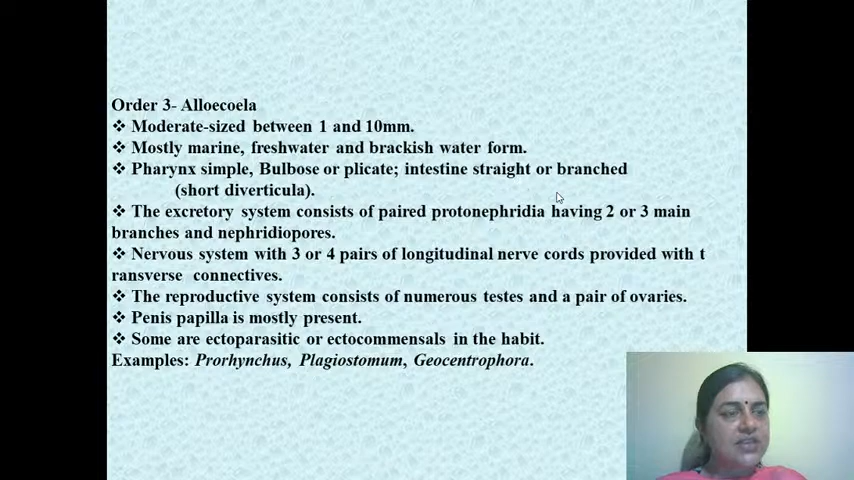 Order 3- Alloecoela
❖ Moderate-sized between 1 and 10mm.
❖ Mostly marine, freshwater and brackish water form.
❖ Pharynx simple, Bulbose or plicate; intestine straight or branched
(short diverticula).
❖ The excretory system consists of paired protonephridia having 2 or 3 main
branches and nephridiopores.
❖ Nervous system with 3 or 4 pairs of longitudinal nerve cords provided with t
ransverse connectives.
❖ The reproductive system consists of numerous testes and a pair of ovaries.
❖ Penis papilla is mostly present.
❖ Some are ectoparasitic or ectocommensals in the habit.
Examples: Prorhynchus, Plagiostomum, Geocentrophora.